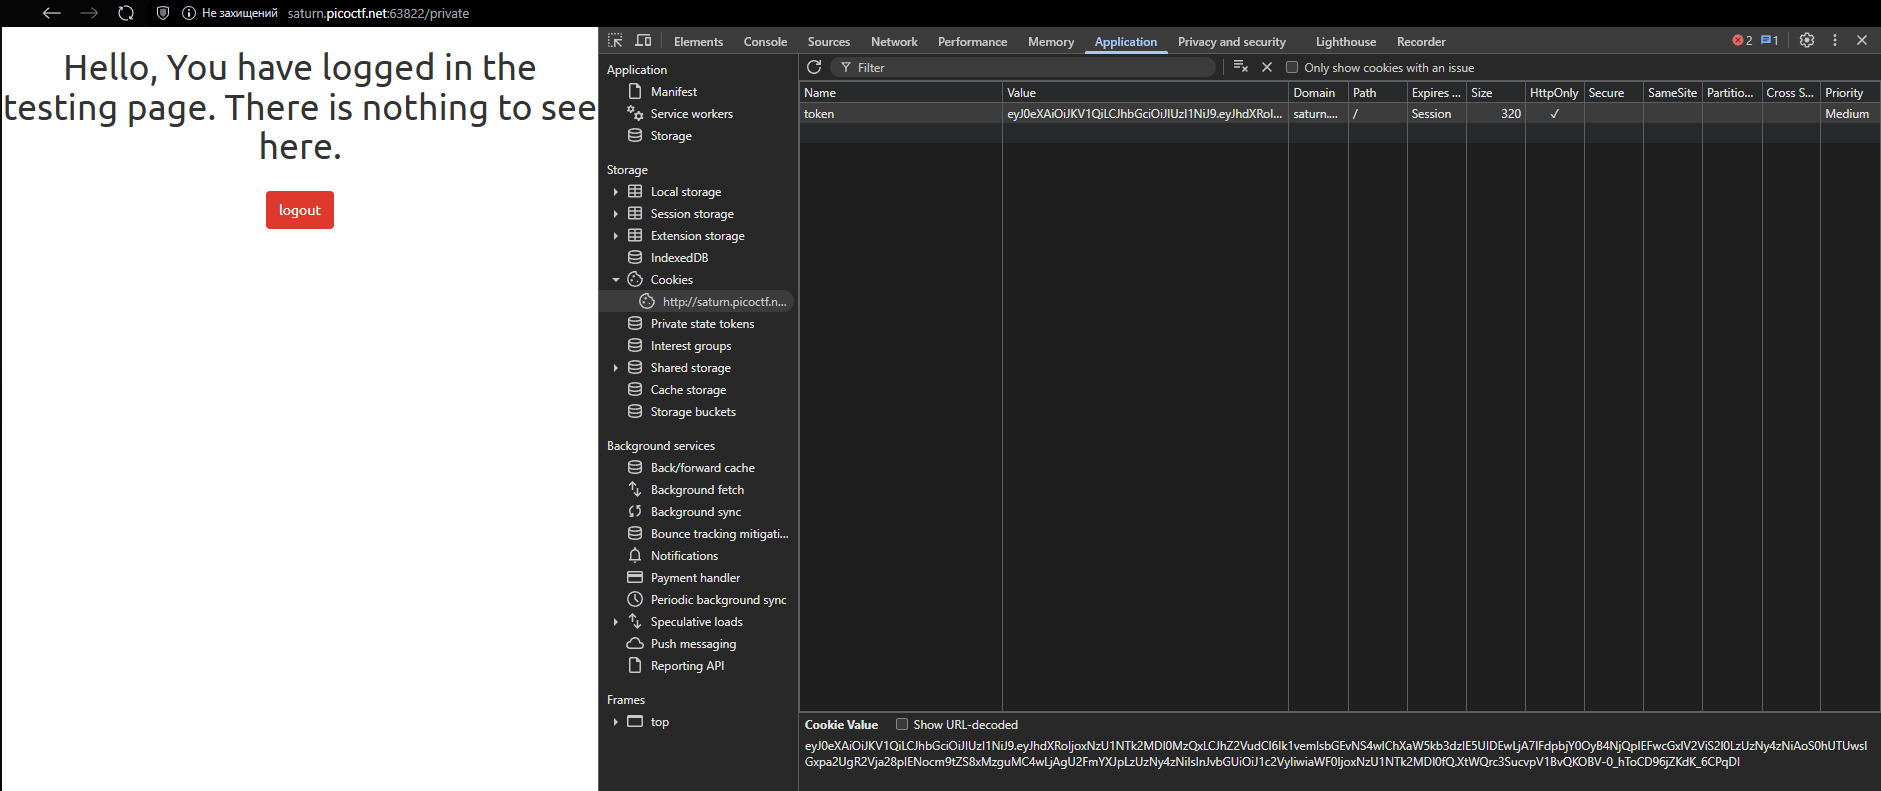 Не захищений saturn.picoctf.net:63822/private
Hello, You have logged in the
testing page. There is nothing to see
here.
logout
Elements Console Sources Network Performance Memory Application Privacy and security Lighthouse Recorder 2 1
Application
Manifest
Service workers
Storage
Storage
Local storage
Session storage
Extension storage
IndexedDB
Cookies
http://saturn.picoctf.n...
Private state tokens
Interest groups
Shared storage
Cache storage
Storage buckets
Background services
Back/forward cache
Background fetch
Background sync
Bounce tracking mitigati...
Notifications
Payment handler
Periodic background sync
Speculative loads
Push messaging
Reporting API
Frames
top
Filter Only show cookies with an issue
Name Value Domain Path Expires ... Size HttpOnly Secure SameSite Partitio... Cross S... Priority
token eyJ0eXAiOiJKV1QiLCJhbGciOiJIUzI1NiJ9.eyJhdXRoI... saturn.... / Session 320 ✓ Medium
Cookie Value Show URL-decoded
eyJ0eXAiOiJKV1QiLCJhbGciOiJIUzI1NiJ9.eyJhdXRoIjoxNzU1NTk2MDI0MzQxLCJhZ2VudCI6Ik1vemlsbGEvNS4wIChXaW5kb3dzIE5UIDEwLjA7IFdpbjY0OyB4NjQpIEFwcGxlV2ViS2l0LzUzNy4zNiAoS0hUTUwsI
Gxpa2UgR2Vja28pIENocm9tZS8xMzguMC4wLjAgU2FmYXJpLzUzNy4zNiIsInJvbGUiOiJ1c2VyIiwiaWF0IjoxNzU1NTk2MDI0fQ.XtWQrc3SucvpV1BvQKOBV-0_hToCD96jZKdK_6CPqDI